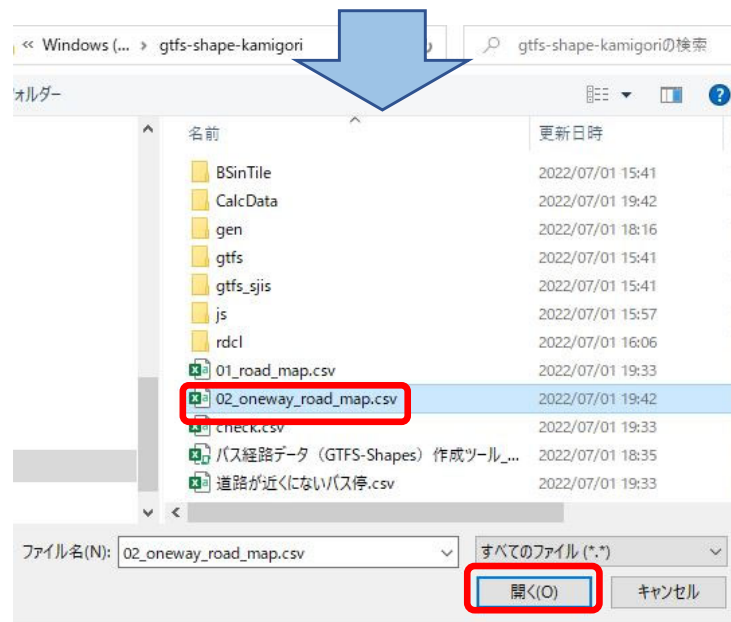 « Windows (... › gtfs-shape-kamigori
gtfs-shape-kamigoriの検索
ォルダー
名前 更新日時
BSinTile 2022/07/01 15:41
CalcData 2022/07/01 19:42
gen 2022/07/01 18:16
gtfs 2022/07/01 15:41
gtfs_sjis 2022/07/01 15:41
js 2022/07/01 15:57
rdcl 2022/07/01 16:06
01_road_map.csv 2022/07/01 19:33
02_oneway_road_map.csv 2022/07/01 19:42
check.csv 2022/07/01 19:33
バス経路データ（GTFS-Shapes）作成ツール_... 2022/07/01 18:35
道路が近くにないバス停.csv 2022/07/01 19:33
ファイル名(N): 02_oneway_road_map.csv すべてのファイル (*.*)
開く(O) キャンセル